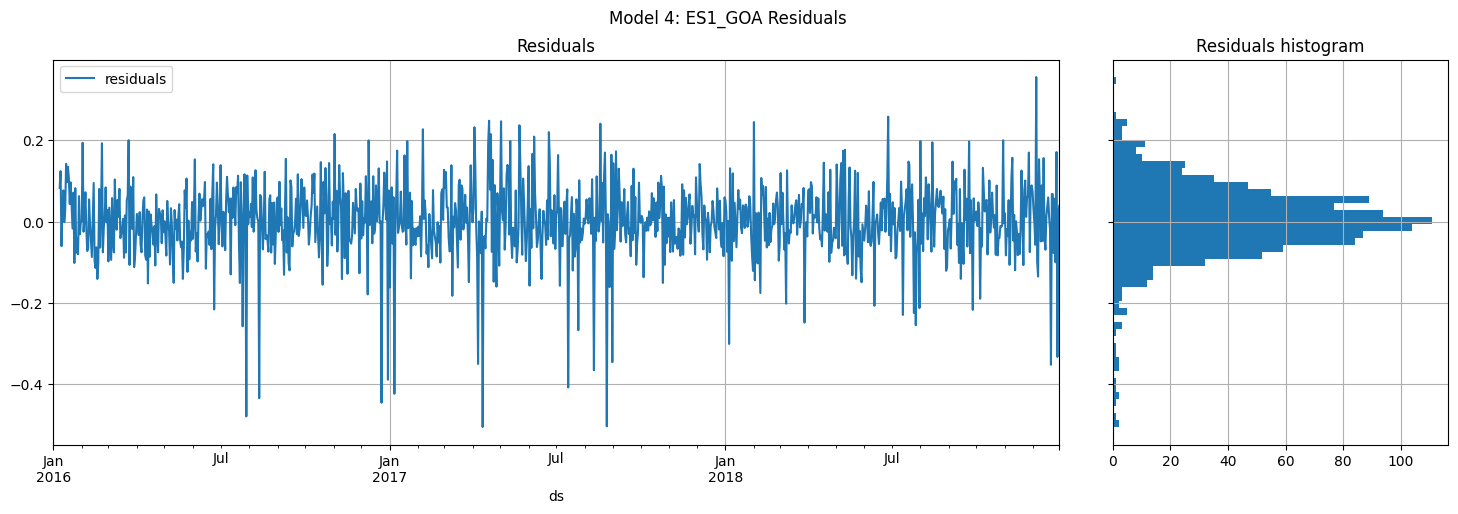 Model 4: ES1_GOA Residuals
Residuals
Residuals histogram
residuals
0.2
0.0
−0.2
−0.4
Jan
2016
Jul
Jan
2017
Jul
Jan
2018
Jul
ds
0
20
40
60
80
100